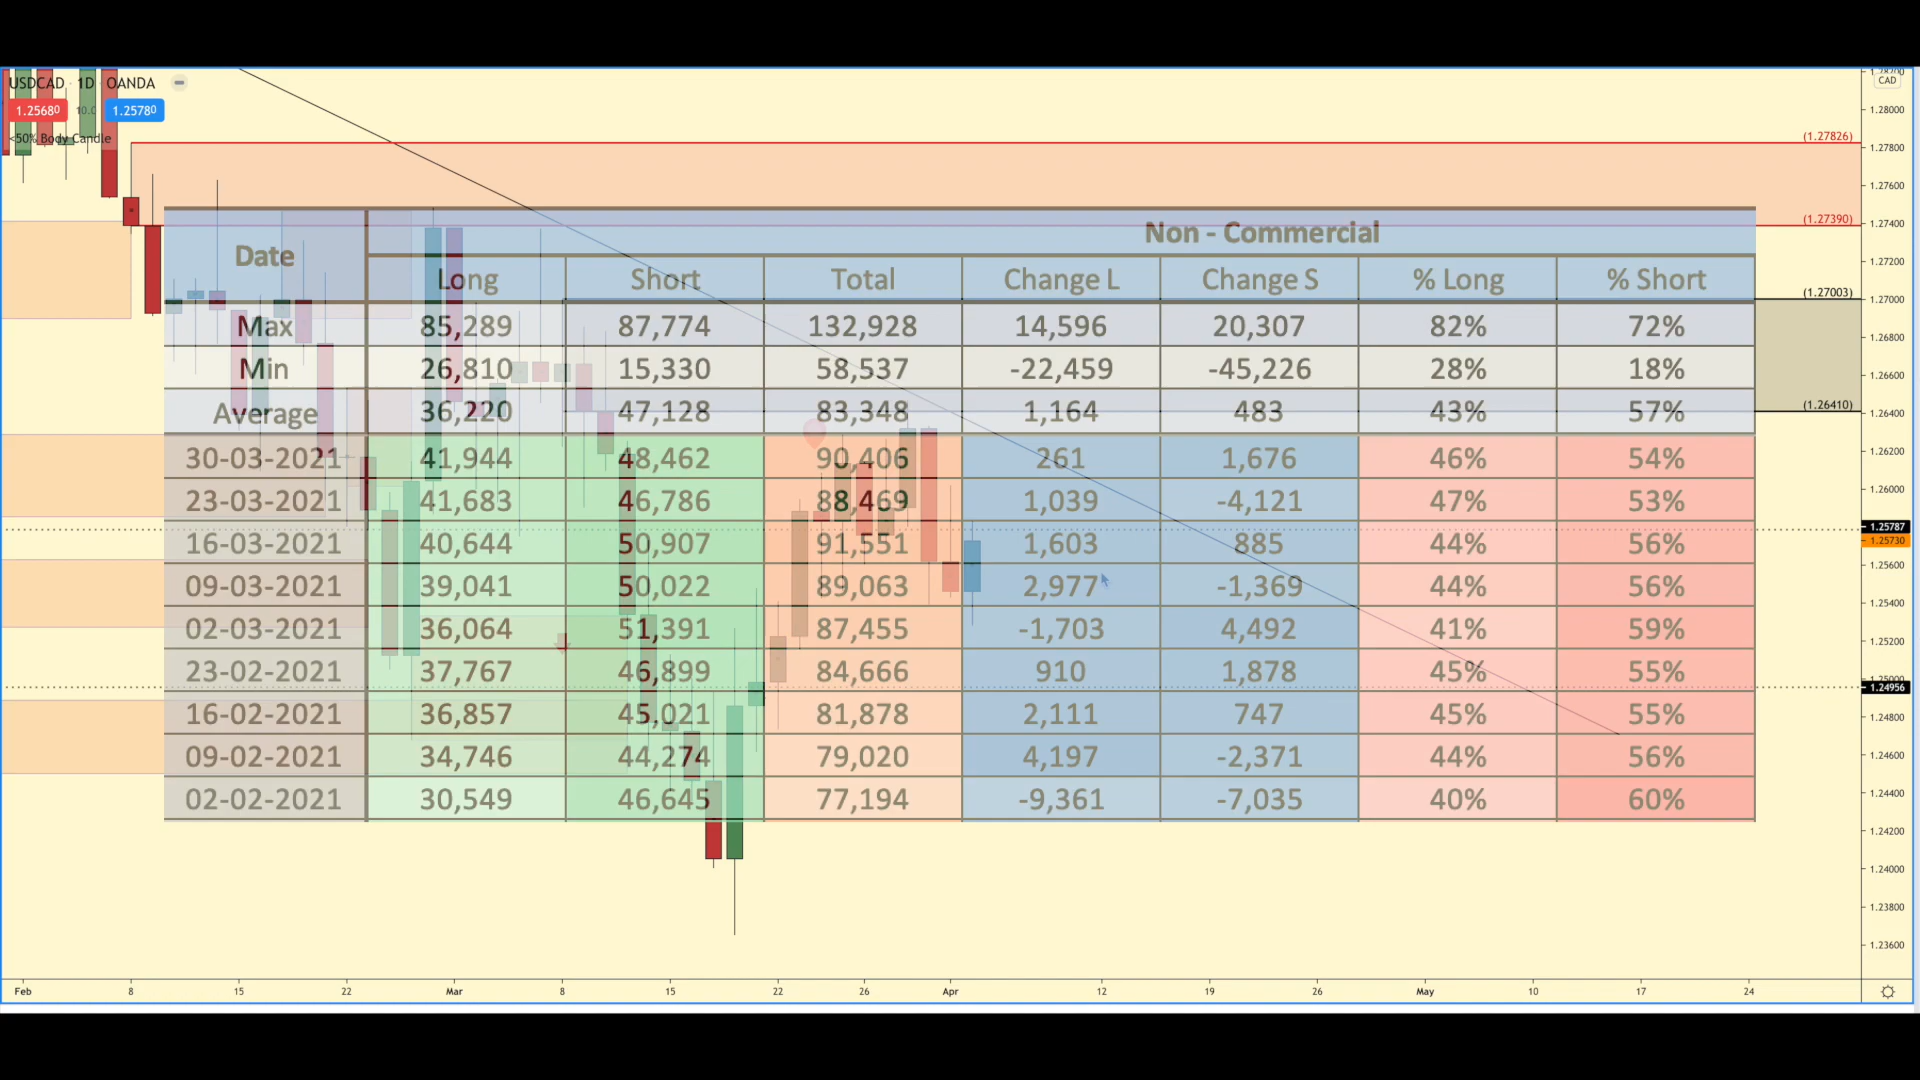 USDCAD · 1D · OANDA
1.25680 10.0 1.25780
<50% Body Candle
CAD
1.28200
1.28000
(1.27826)
1.27800
1.27600
1.27400
(1.27390)
1.27200
(1.27003)
1.27000
1.26800
1.26600
1.26400
(1.26410)
1.26200
1.26000
1.25787
1.25730
1.25600
1.25400
1.25200
1.25000
1.24956
1.24800
1.24600
1.24400
1.24200
1.24000
1.23800
1.23600
Date Non - Commercial
Long Short Total Change L Change S % Long % Short
Max 85,289 87,774 132,928 14,596 20,307 82% 72%
Min 26,810 15,330 58,537 -22,459 -45,226 28% 18%
Average 36,220 47,128 83,348 1,164 483 43% 57%
30-03-2021 41,944 48,462 90,406 261 1,676 46% 54%
23-03-2021 41,683 46,786 88,469 1,039 -4,121 47% 53%
16-03-2021 40,644 50,907 91,551 1,603 885 44% 56%
09-03-2021 39,041 50,022 89,063 2,977 -1,369 44% 56%
02-03-2021 36,064 51,391 87,455 -1,703 4,492 41% 59%
23-02-2021 37,767 46,899 84,666 910 1,878 45% 55%
16-02-2021 36,857 45,021 81,878 2,111 747 45% 55%
09-02-2021 34,746 44,274 79,020 4,197 -2,371 44% 56%
02-02-2021 30,549 46,645 77,194 -9,361 -7,035 40% 60%
Feb 8 15 22 Mar 8 15 22 26 Apr 12 19 26 May 10 17 24